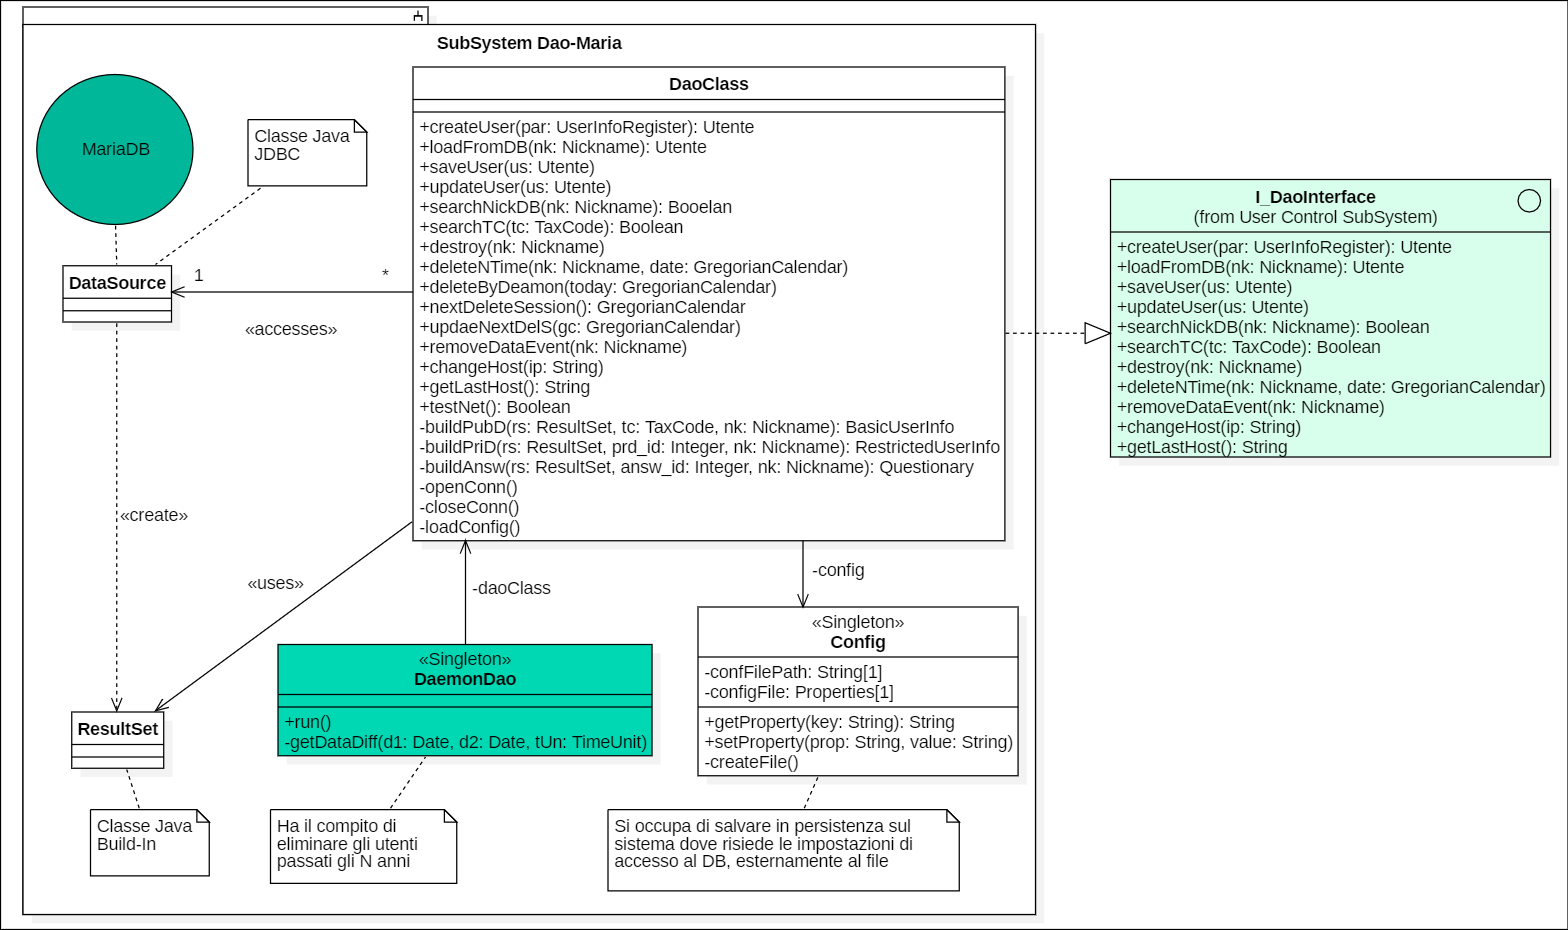 SubSystem Dao-Maria
MariaDB
Classe Java
JDBC
DataSource
1
*
«accesses»
«create»
«uses»
DaoClass
+createUser(par: UserInfoRegister): Utente
+loadFromDB(nk: Nickname): Utente
+saveUser(us: Utente)
+updateUser(us: Utente)
+searchNickDB(nk: Nickname): Booelan
+searchTC(tc: TaxCode): Boolean
+destroy(nk: Nickname)
+deleteNTime(nk: Nickname, date: GregorianCalendar)
+deleteByDeamon(today: GregorianCalendar)
+nextDeleteSession(): GregorianCalendar
+updaeNextDelS(gc: GregorianCalendar)
+removeDataEvent(nk: Nickname)
+changeHost(ip: String)
+getLastHost(): String
+testNet(): Boolean
-buildPubD(rs: ResultSet, tc: TaxCode, nk: Nickname): BasicUserInfo
-buildPriD(rs: ResultSet, prd_id: Integer, nk: Nickname): RestrictedUserInfo
-buildAnsw(rs: ResultSet, answ_id: Integer, nk: Nickname): Questionary
-openConn()
-closeConn()
-loadConfig()
I_DaoInterface
(from User Control SubSystem)
+createUser(par: UserInfoRegister): Utente
+loadFromDB(nk: Nickname): Utente
+saveUser(us: Utente)
+updateUser(us: Utente)
+searchNickDB(nk: Nickname): Boolean
+searchTC(tc: TaxCode): Boolean
+destroy(nk: Nickname)
+deleteNTime(nk: Nickname, date: GregorianCalendar)
+removeDataEvent(nk: Nickname)
+changeHost(ip: String)
+getLastHost(): String
-daoClass
-config
«Singleton»
DaemonDao
+run()
-getDataDiff(d1: Date, d2: Date, tUn: TimeUnit)
«Singleton»
Config
-confFilePath: String[1]
-configFile: Properties[1]
+getProperty(key: String): String
+setProperty(prop: String, value: String)
-createFile()
ResultSet
Classe Java
Build-In
Ha il compito di
eliminare gli utenti
passati gli N anni
Si occupa di salvare in persistenza sul
sistema dove risiede le impostazioni di
accesso al DB, esternamente al file